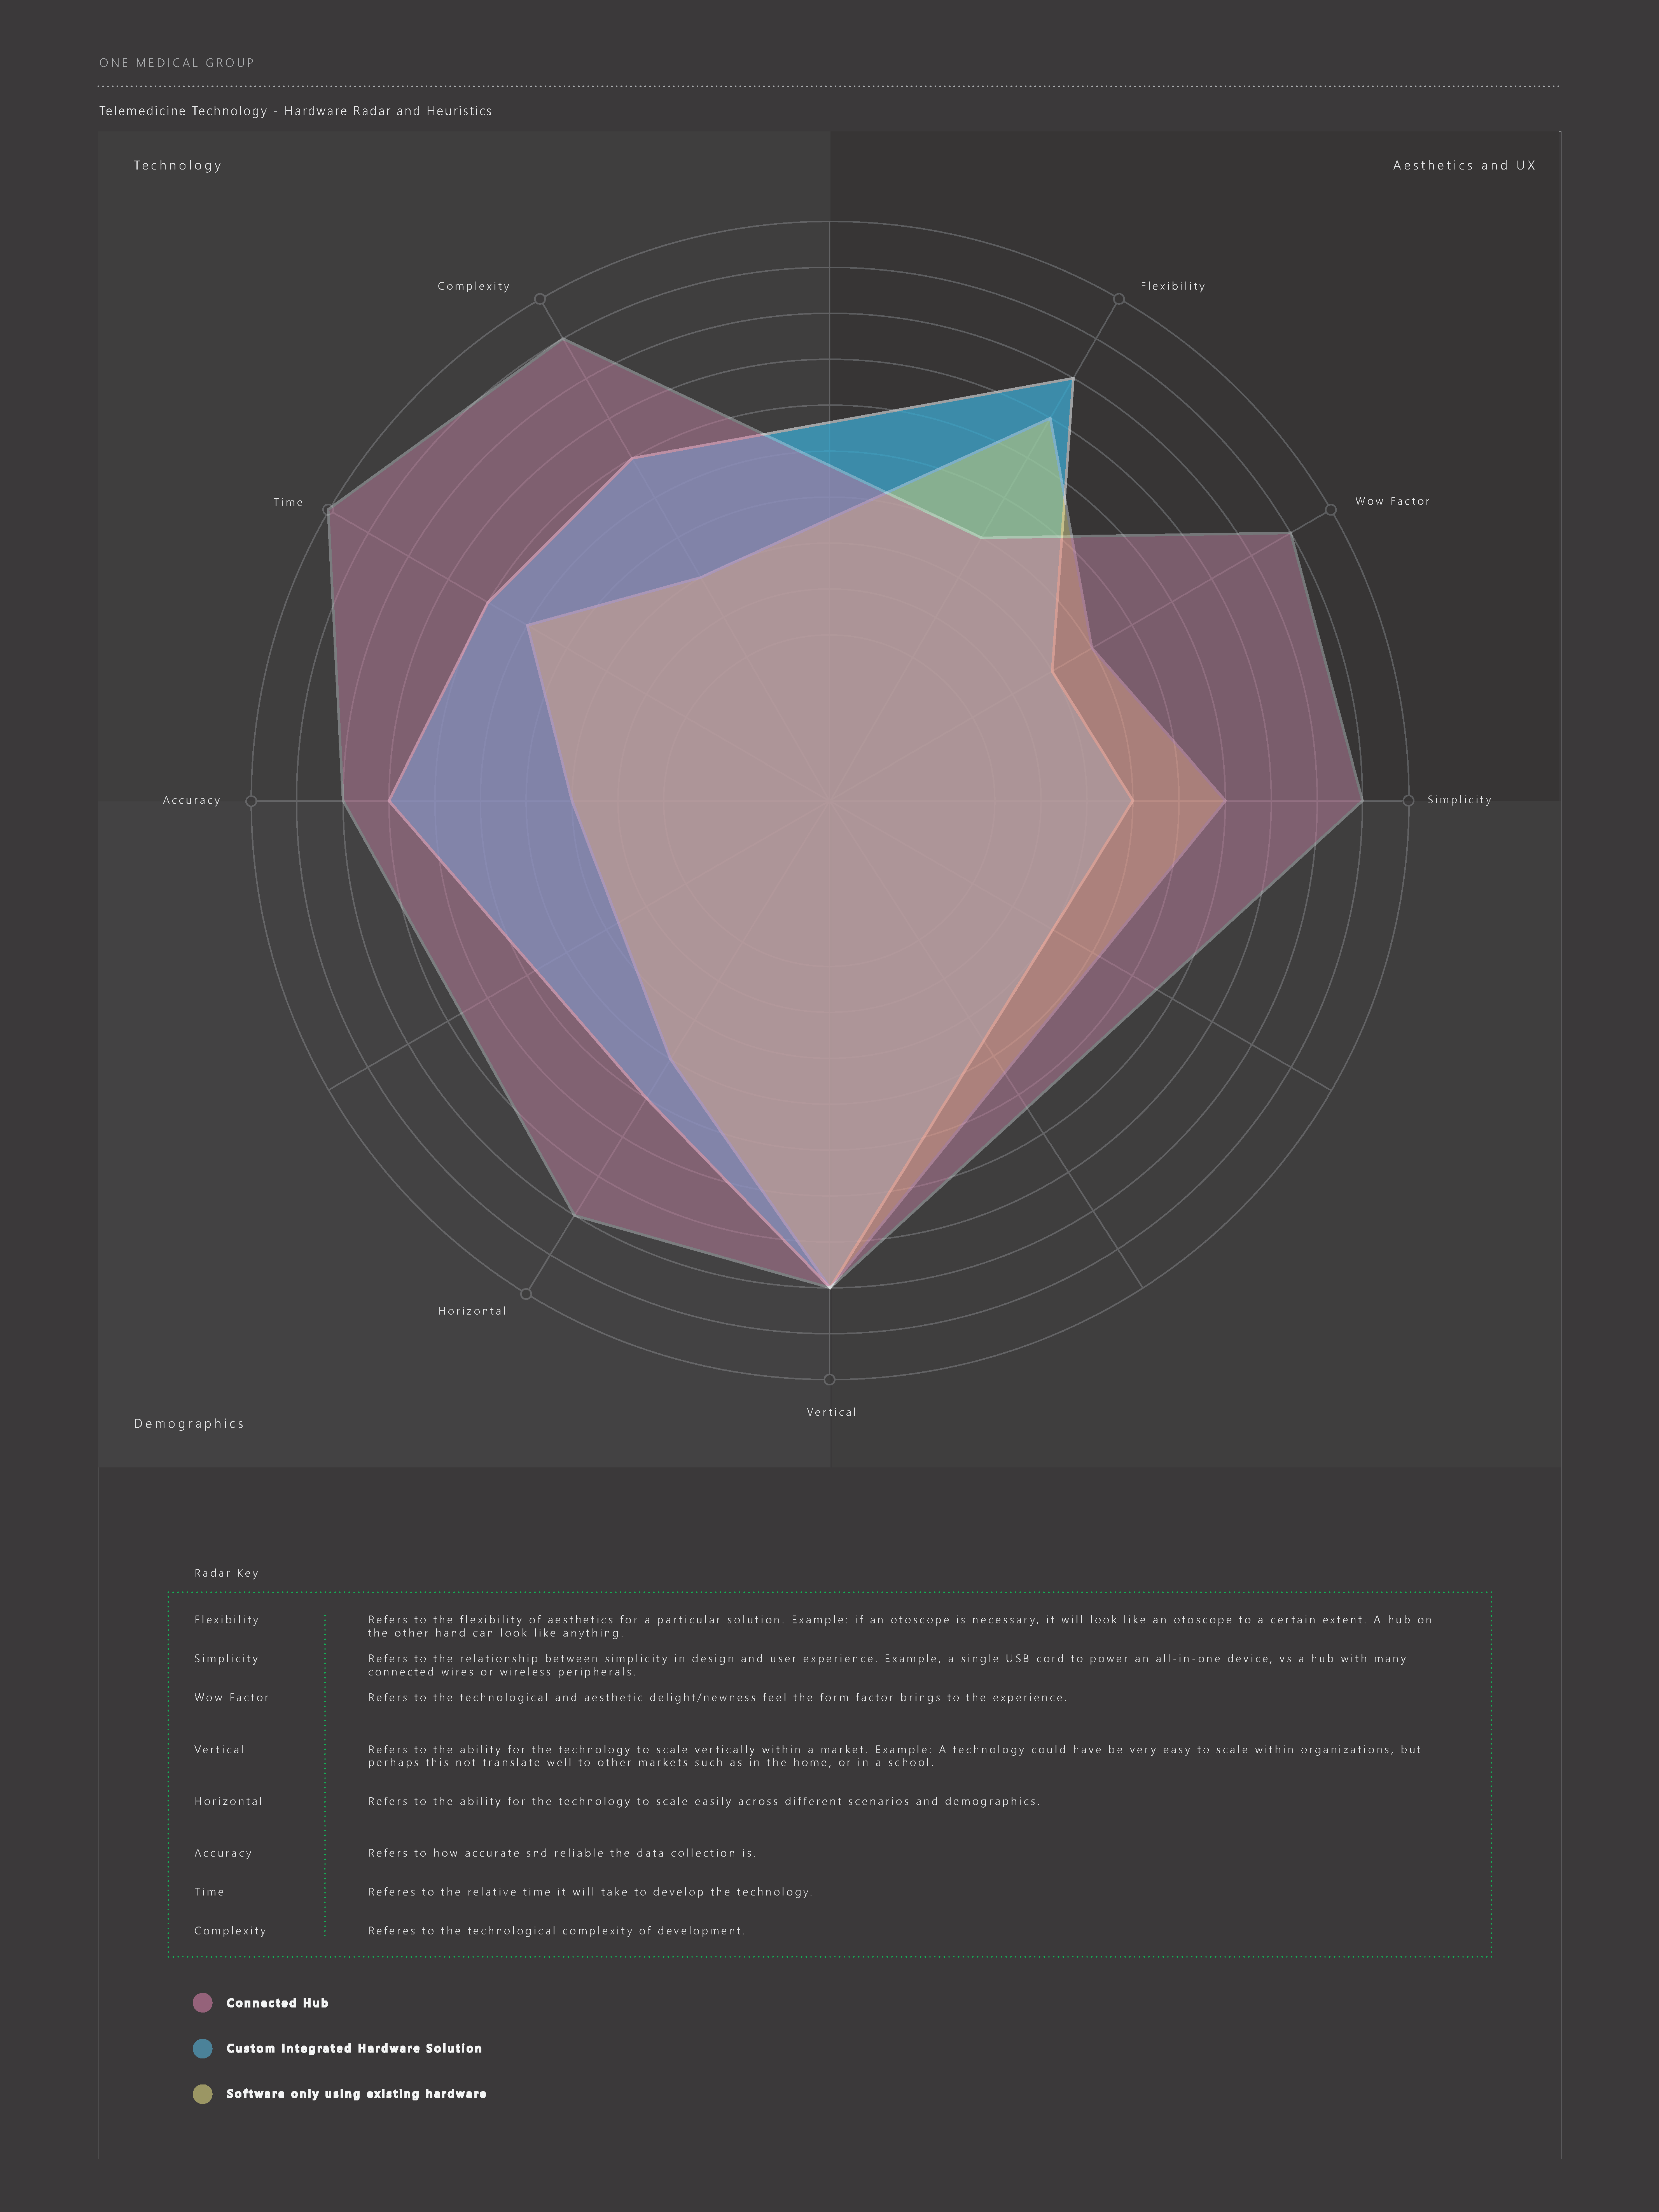 ONE MEDICAL GROUP
Telemedicine Technology - Hardware Radar and Heuristics
Technology
Aesthetics and UX
Complexity
Flexibility
Time
Wow Factor
Accuracy
Simplicity
Horizontal
Vertical
Demographics
Radar Key
Flexibility
Refers to the flexibility of aesthetics for a particular solution. Example: if an otoscope is necessary, it will look like an otoscope to a certain extent. A hub on
the other hand can look like anything.
Simplicity
Refers to the relationship between simplicity in design and user experience. Example, a single USB cord to power an all-in-one device, vs a hub with many
connected wires or wireless peripherals.
Wow Factor
Refers to the technological and aesthetic delight/newness feel the form factor brings to the experience.
Vertical
Refers to the ability for the technology to scale vertically within a market. Example: A technology could have be very easy to scale within organizations, but
perhaps this not translate well to other markets such as in the home, or in a school.
Horizontal
Refers to the ability for the technology to scale easily across different scenarios and demographics.
Accuracy
Refers to how accurate snd reliable the data collection is.
Time
Referes to the relative time it will take to develop the technology.
Complexity
Referes to the technological complexity of development.
Connected Hub
Custom Integrated Hardware Solution
Software only using existing hardware